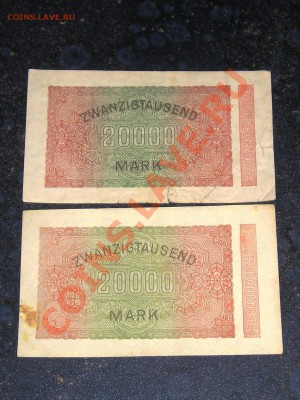 COINS.LAVE.RU
COINS.LAVE.RU
ZWANZIGTAUSEND
20000
MARK
ZWANZIGTAUSEND
20000
MARK